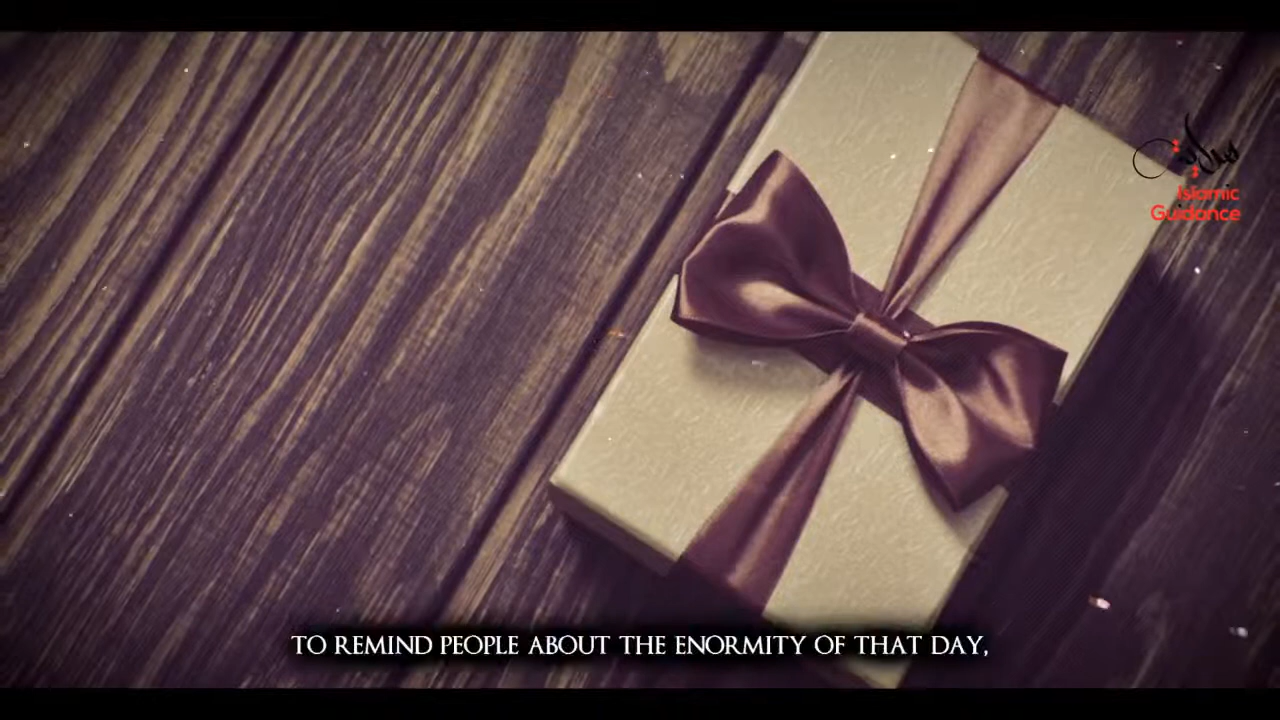 Islamic
Guidance
TO REMIND PEOPLE ABOUT THE ENORMITY OF THAT DAY,